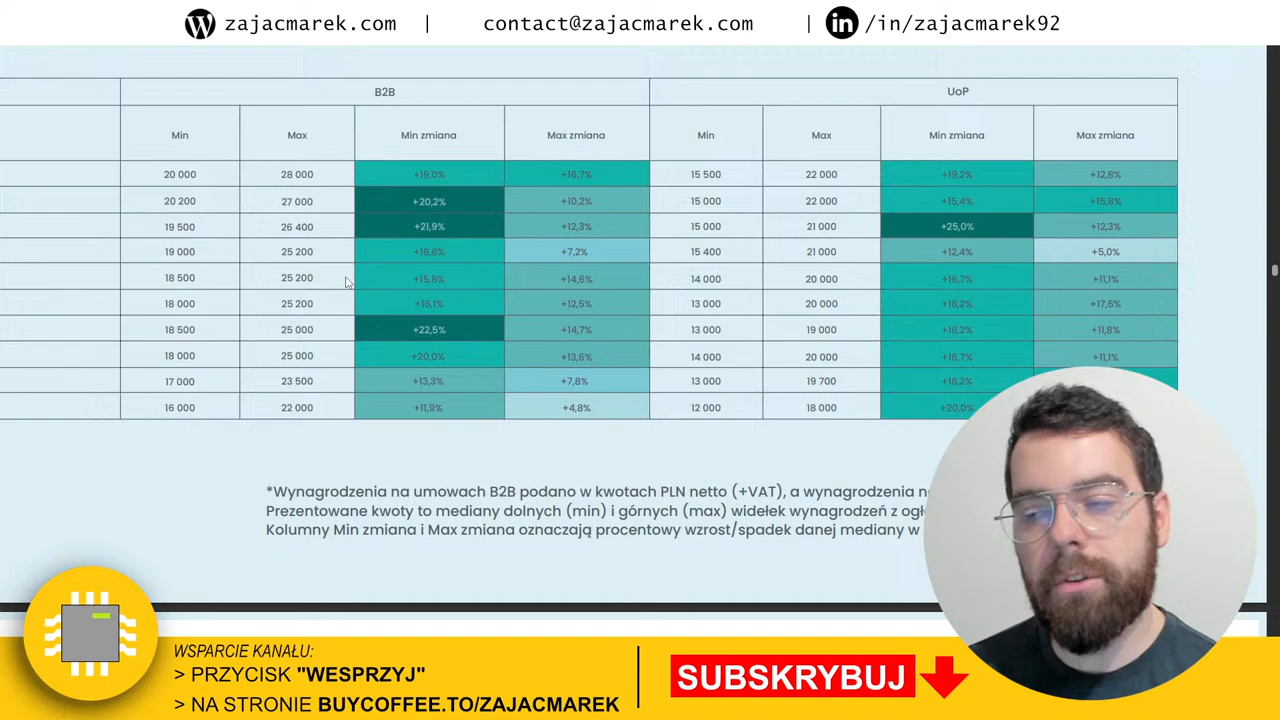 zajacmarek.com | contact@zajacmarek.com | in /in/zajacmarek92
B2B UoP
Min Max Min zmiana Max zmiana Min Max Min zmiana Max zmiana
20 000 28 000 +19,0% +16,7% 15 500 22 000 +19,2% +12,8%
20 200 27 000 +20,2% +10,2% 15 000 22 000 +15,4% +15,8%
19 500 26 400 +21,9% +12,3% 15 000 21 000 +25,0% +12,3%
19 000 25 200 +18,8% +7,2% 15 400 21 000 +12,4% +5,0%
18 500 25 200 +15,6% +14,6% 14 000 20 000 +16,7% +11,1%
18 000 25 200 +16,1% +12,5% 13 000 20 000 +18,2% +17,6%
18 500 25 000 +22,5% +14,7% 13 000 19 000 +18,2% +11,8%
18 000 25 000 +20,0% +13,6% 14 000 20 000 +16,7% +11,1%
17 000 23 500 +13,3% +7,8% 13 000 19 700 +18,2%
16 000 22 000 +11,9% +4,8% 12 000 18 000 +20,0%
*Wynagrodzenia na umowach B2B podano w kwotach PLN netto (+VAT), a wynagrodzenia
Prezentowane kwoty to mediany dolnych (min) i górnych (max) widełek wynagrodzeń z
Kolumny Min zmiana i Max zmiana oznaczają procentowy wzrost/spadek danej mediany w
WSPARCIE KANAŁU:
> PRZYCISK "WESPRZYJ"
> NA STRONIE BUYCOFFEE.TO/ZAJACMAREK
SUBSKRYBUJ